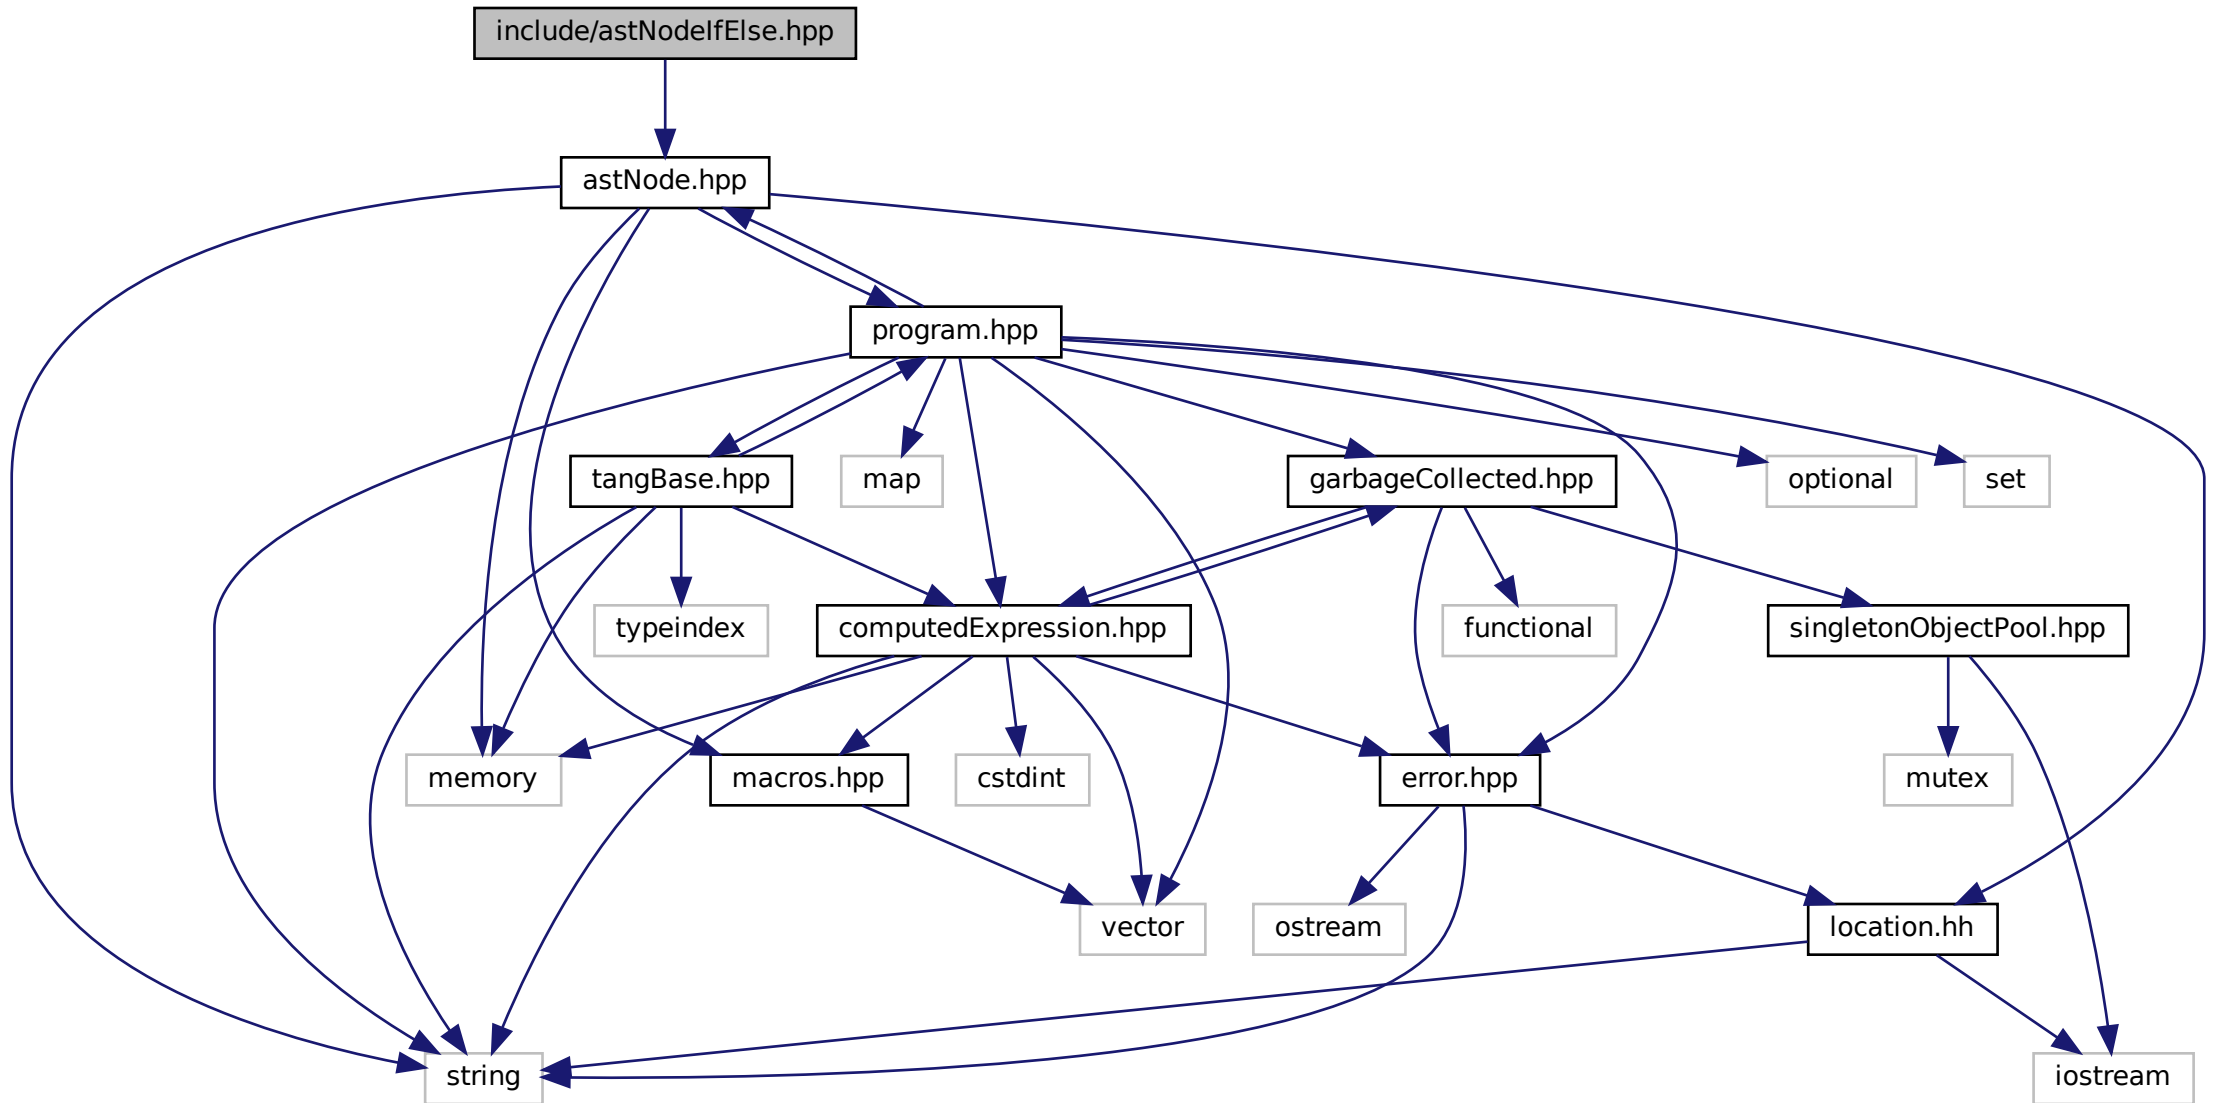 include/astNodeIfElse.hpp
astNode.hpp
program.hpp
tangBase.hpp
map
garbageCollected.hpp
optional
set
typeindex
computedExpression.hpp
functional
singletonObjectPool.hpp
memory
macros.hpp
cstdint
error.hpp
mutex
vector
ostream
location.hh
string
iostream